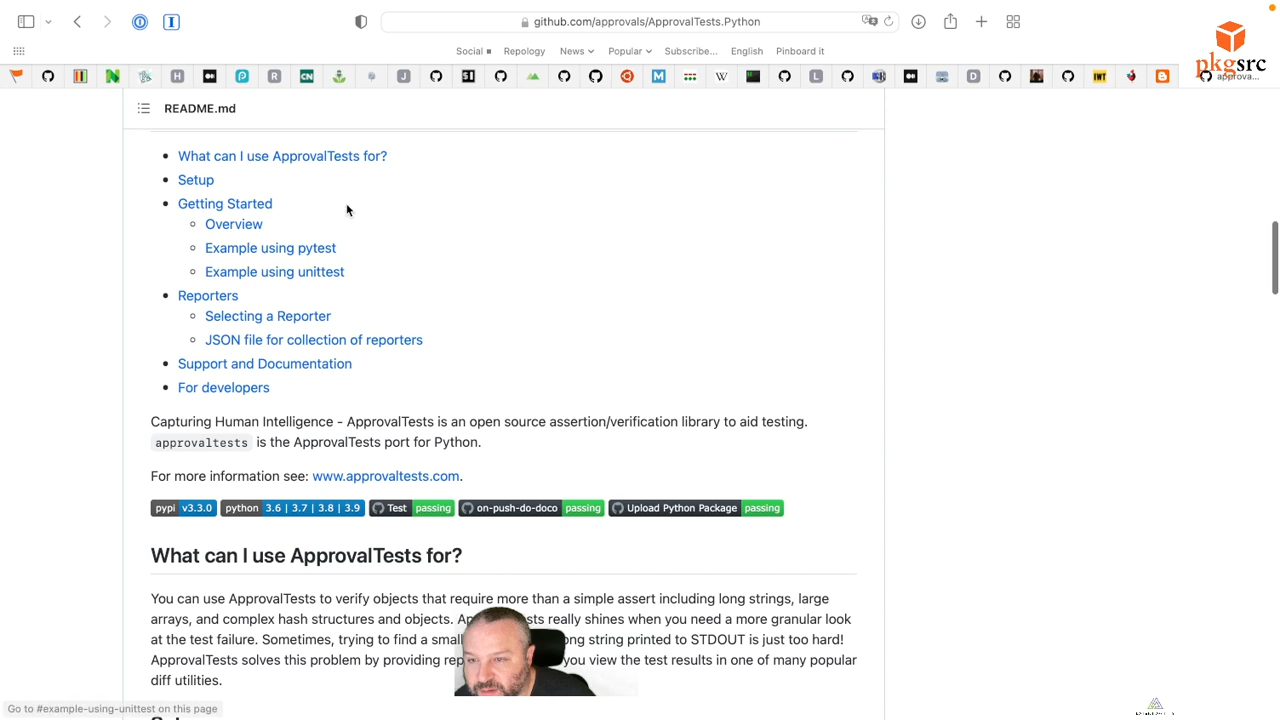 github.com/approvals/ApprovalTests.Python
Social
Repology
News
Popular
Subscribe...
English
Pinboard it
pkgsrc
approva...
README.md
What can I use ApprovalTests for?
Setup
Getting Started
Overview
Example using pytest
Example using unittest
Reporters
Selecting a Reporter
JSON file for collection of reporters
Support and Documentation
For developers
Capturing Human Intelligence - ApprovalTests is an open source assertion/verification library to aid testing.
approvaltests is the ApprovalTests port for Python.
For more information see: www.approvaltests.com.
pypi v3.3.0 python 3.6 | 3.7 | 3.8 | 3.9 Test passing on-push-do-doco passing Upload Python Package passing
What can I use ApprovalTests for?
You can use ApprovalTests to verify objects that require more than a simple assert including long strings, large
arrays, and complex hash structures and objects. sts really shines when you need a more granular look
at the test failure. Sometimes, trying to find a small ong string printed to STDOUT is just too hard!
ApprovalTests solves this problem by providing rep you view the test results in one of many popular
diff utilities.
Go to #example-using-unittest on this page